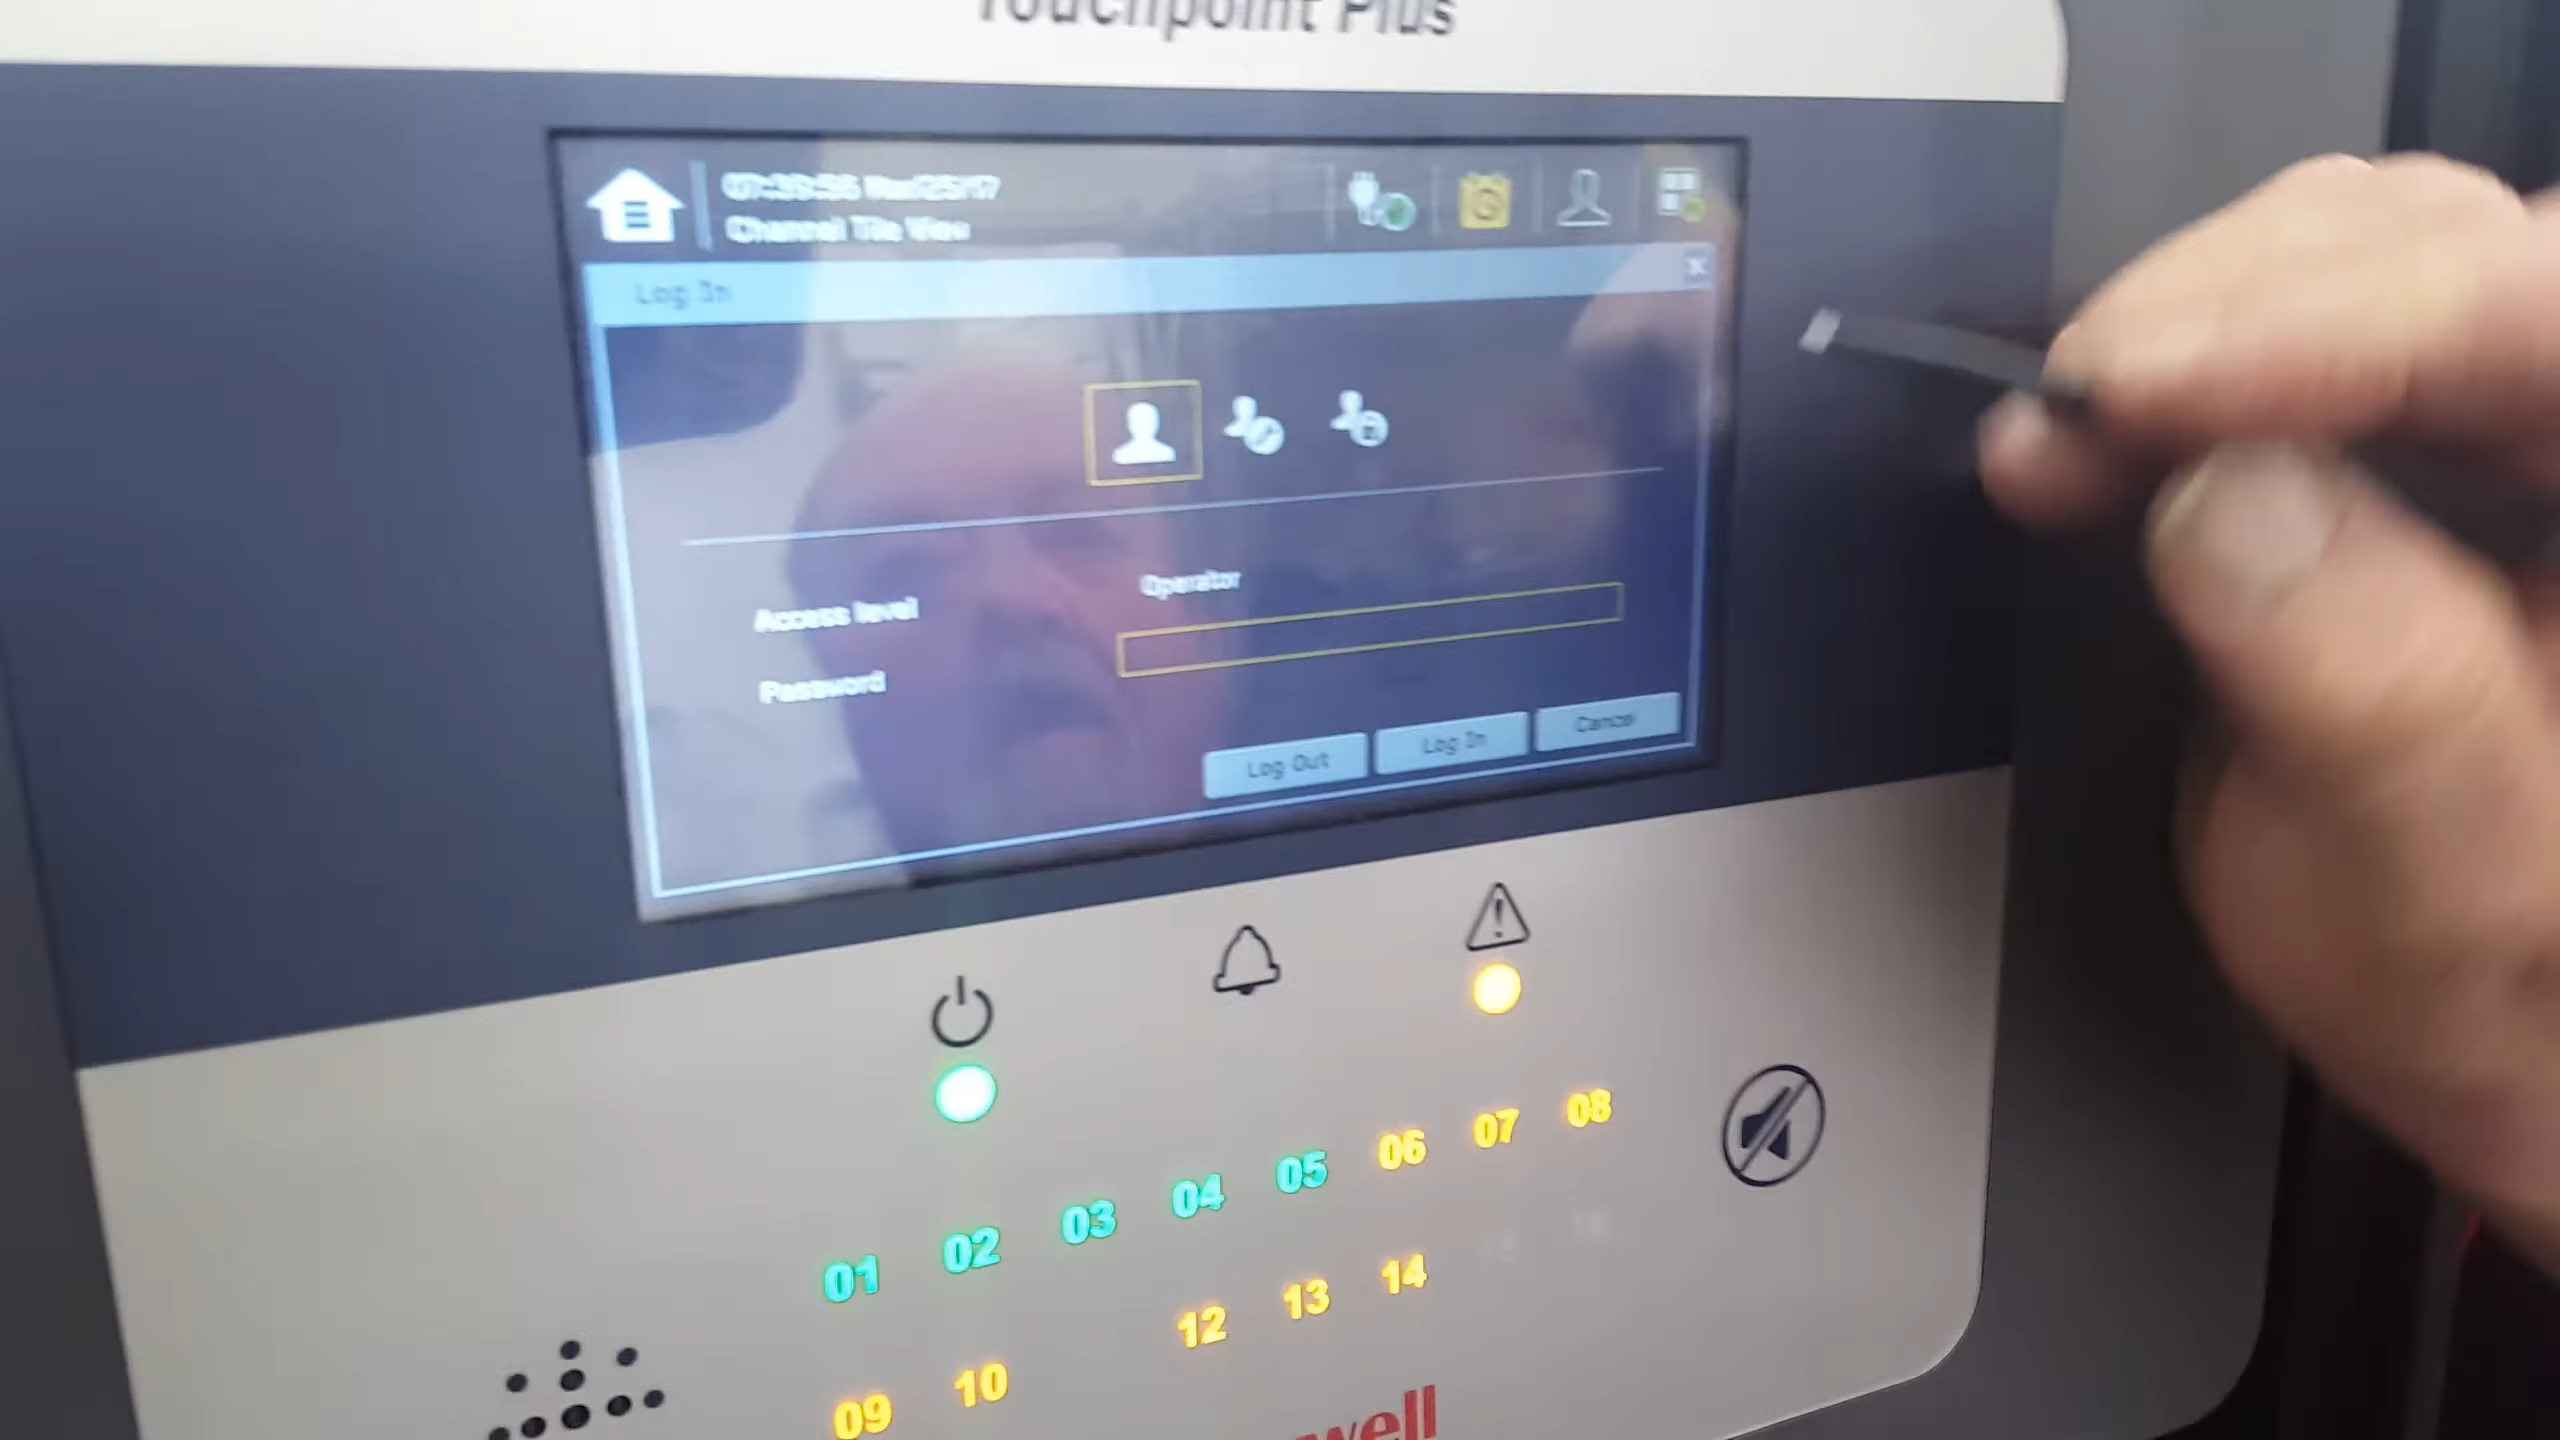 Touchpoint Plus
Channel Tile View
Log In
Operator
Access level
Password
Log Out Log In Cancel
01 02 03 04 05 06 07 08
09 10 12 13 14
well